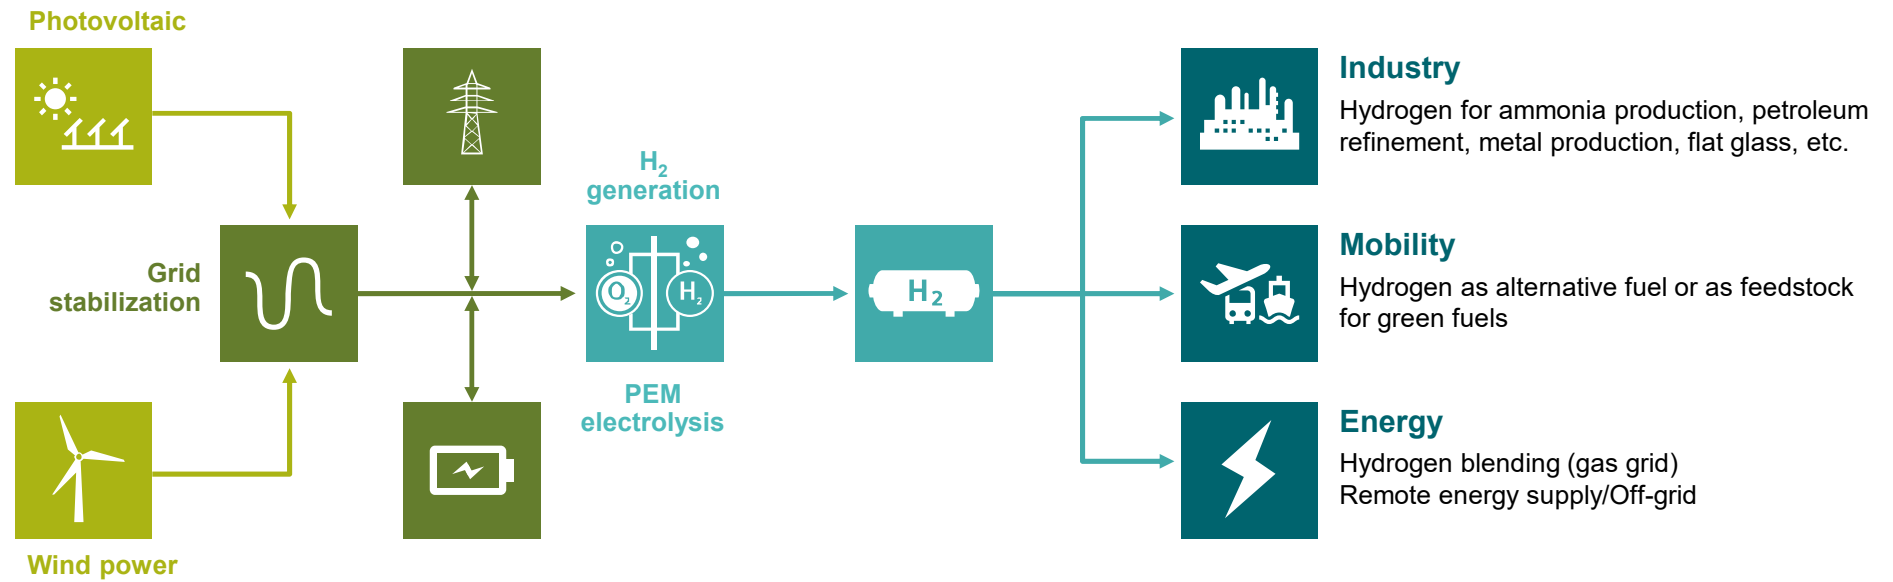 Photovoltaic
Grid
stabilization
Wind power
H₂
generation
O₂
H₂
PEM
electrolysis
H₂
Industry
Hydrogen for ammonia production, petroleum
refinement, metal production, flat glass, etc.
Mobility
Hydrogen as alternative fuel or as feedstock
for green fuels
Energy
Hydrogen blending (gas grid)
Remote energy supply/Off-grid